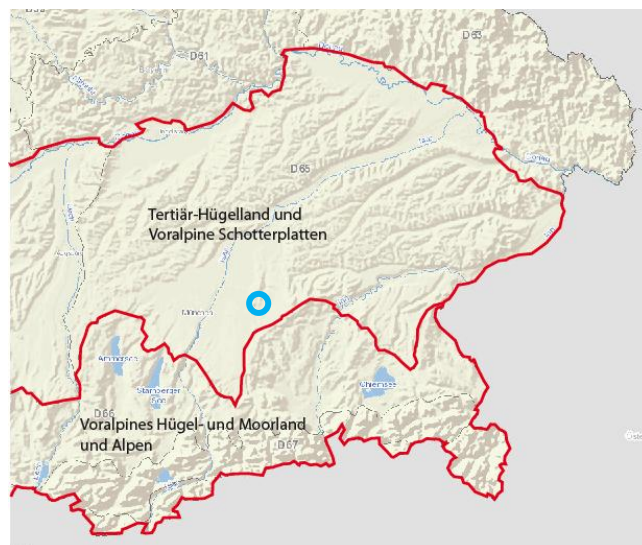 D63
D61
D65
Tertiär-Hügelland und
Voralpine Schotterplatten
München
Ammersee
Starnberger
See
Chiemsee
D66
Voralpines Hügel- und Moorland
und Alpen
D67